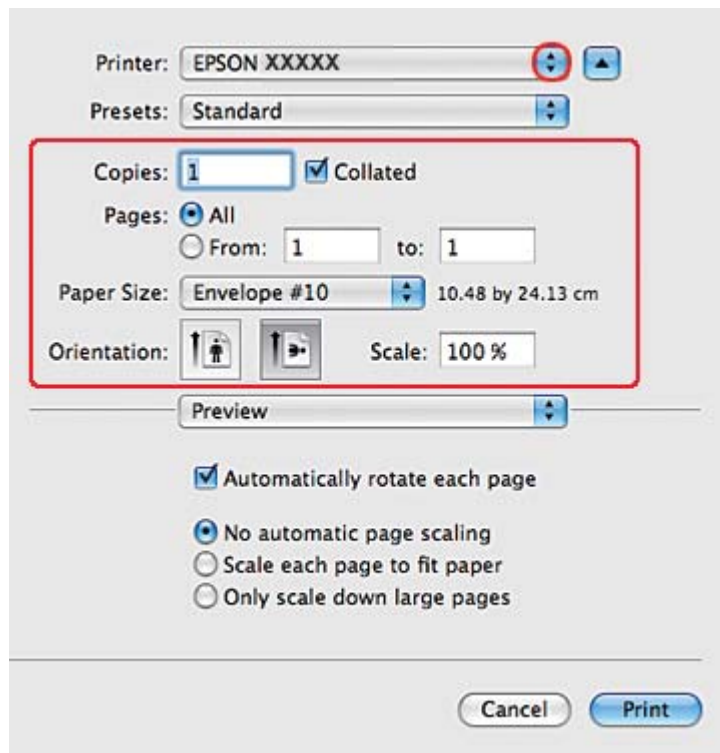 Printer: EPSON XXXXX
Presets: Standard
Copies: 1 Collated
Pages: All
From: 1 to: 1
Paper Size: Envelope #10 10.48 by 24.13 cm
Orientation: Scale: 100 %
Preview
Automatically rotate each page
No automatic page scaling
Scale each page to fit paper
Only scale down large pages
Cancel Print